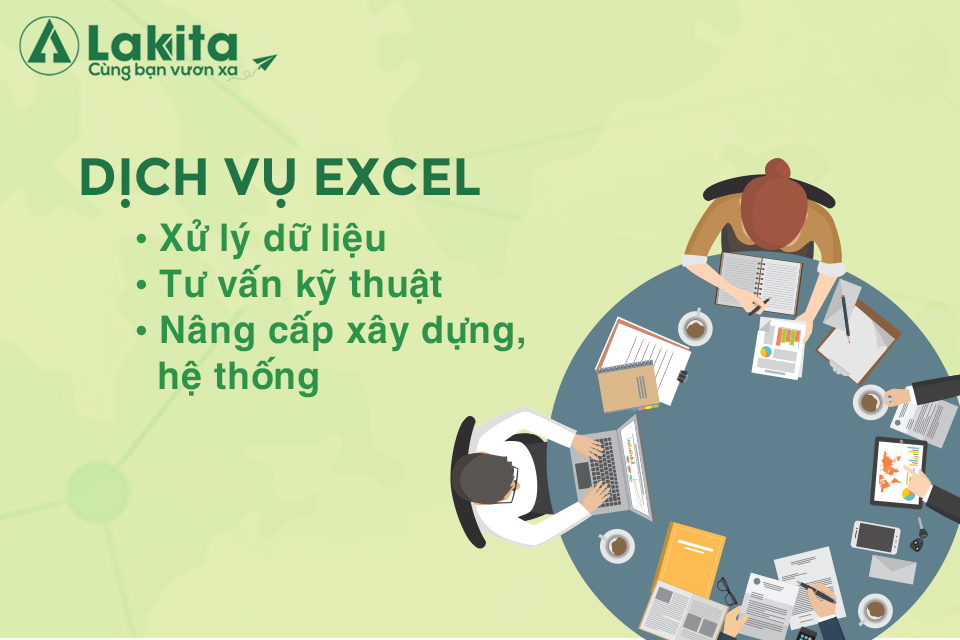 Lakita
Cùng bạn vươn xa
DỊCH VỤ EXCEL
• Xử lý dữ liệu
• Tư vấn kỹ thuật
• Nâng cấp xây dựng,
hệ thống